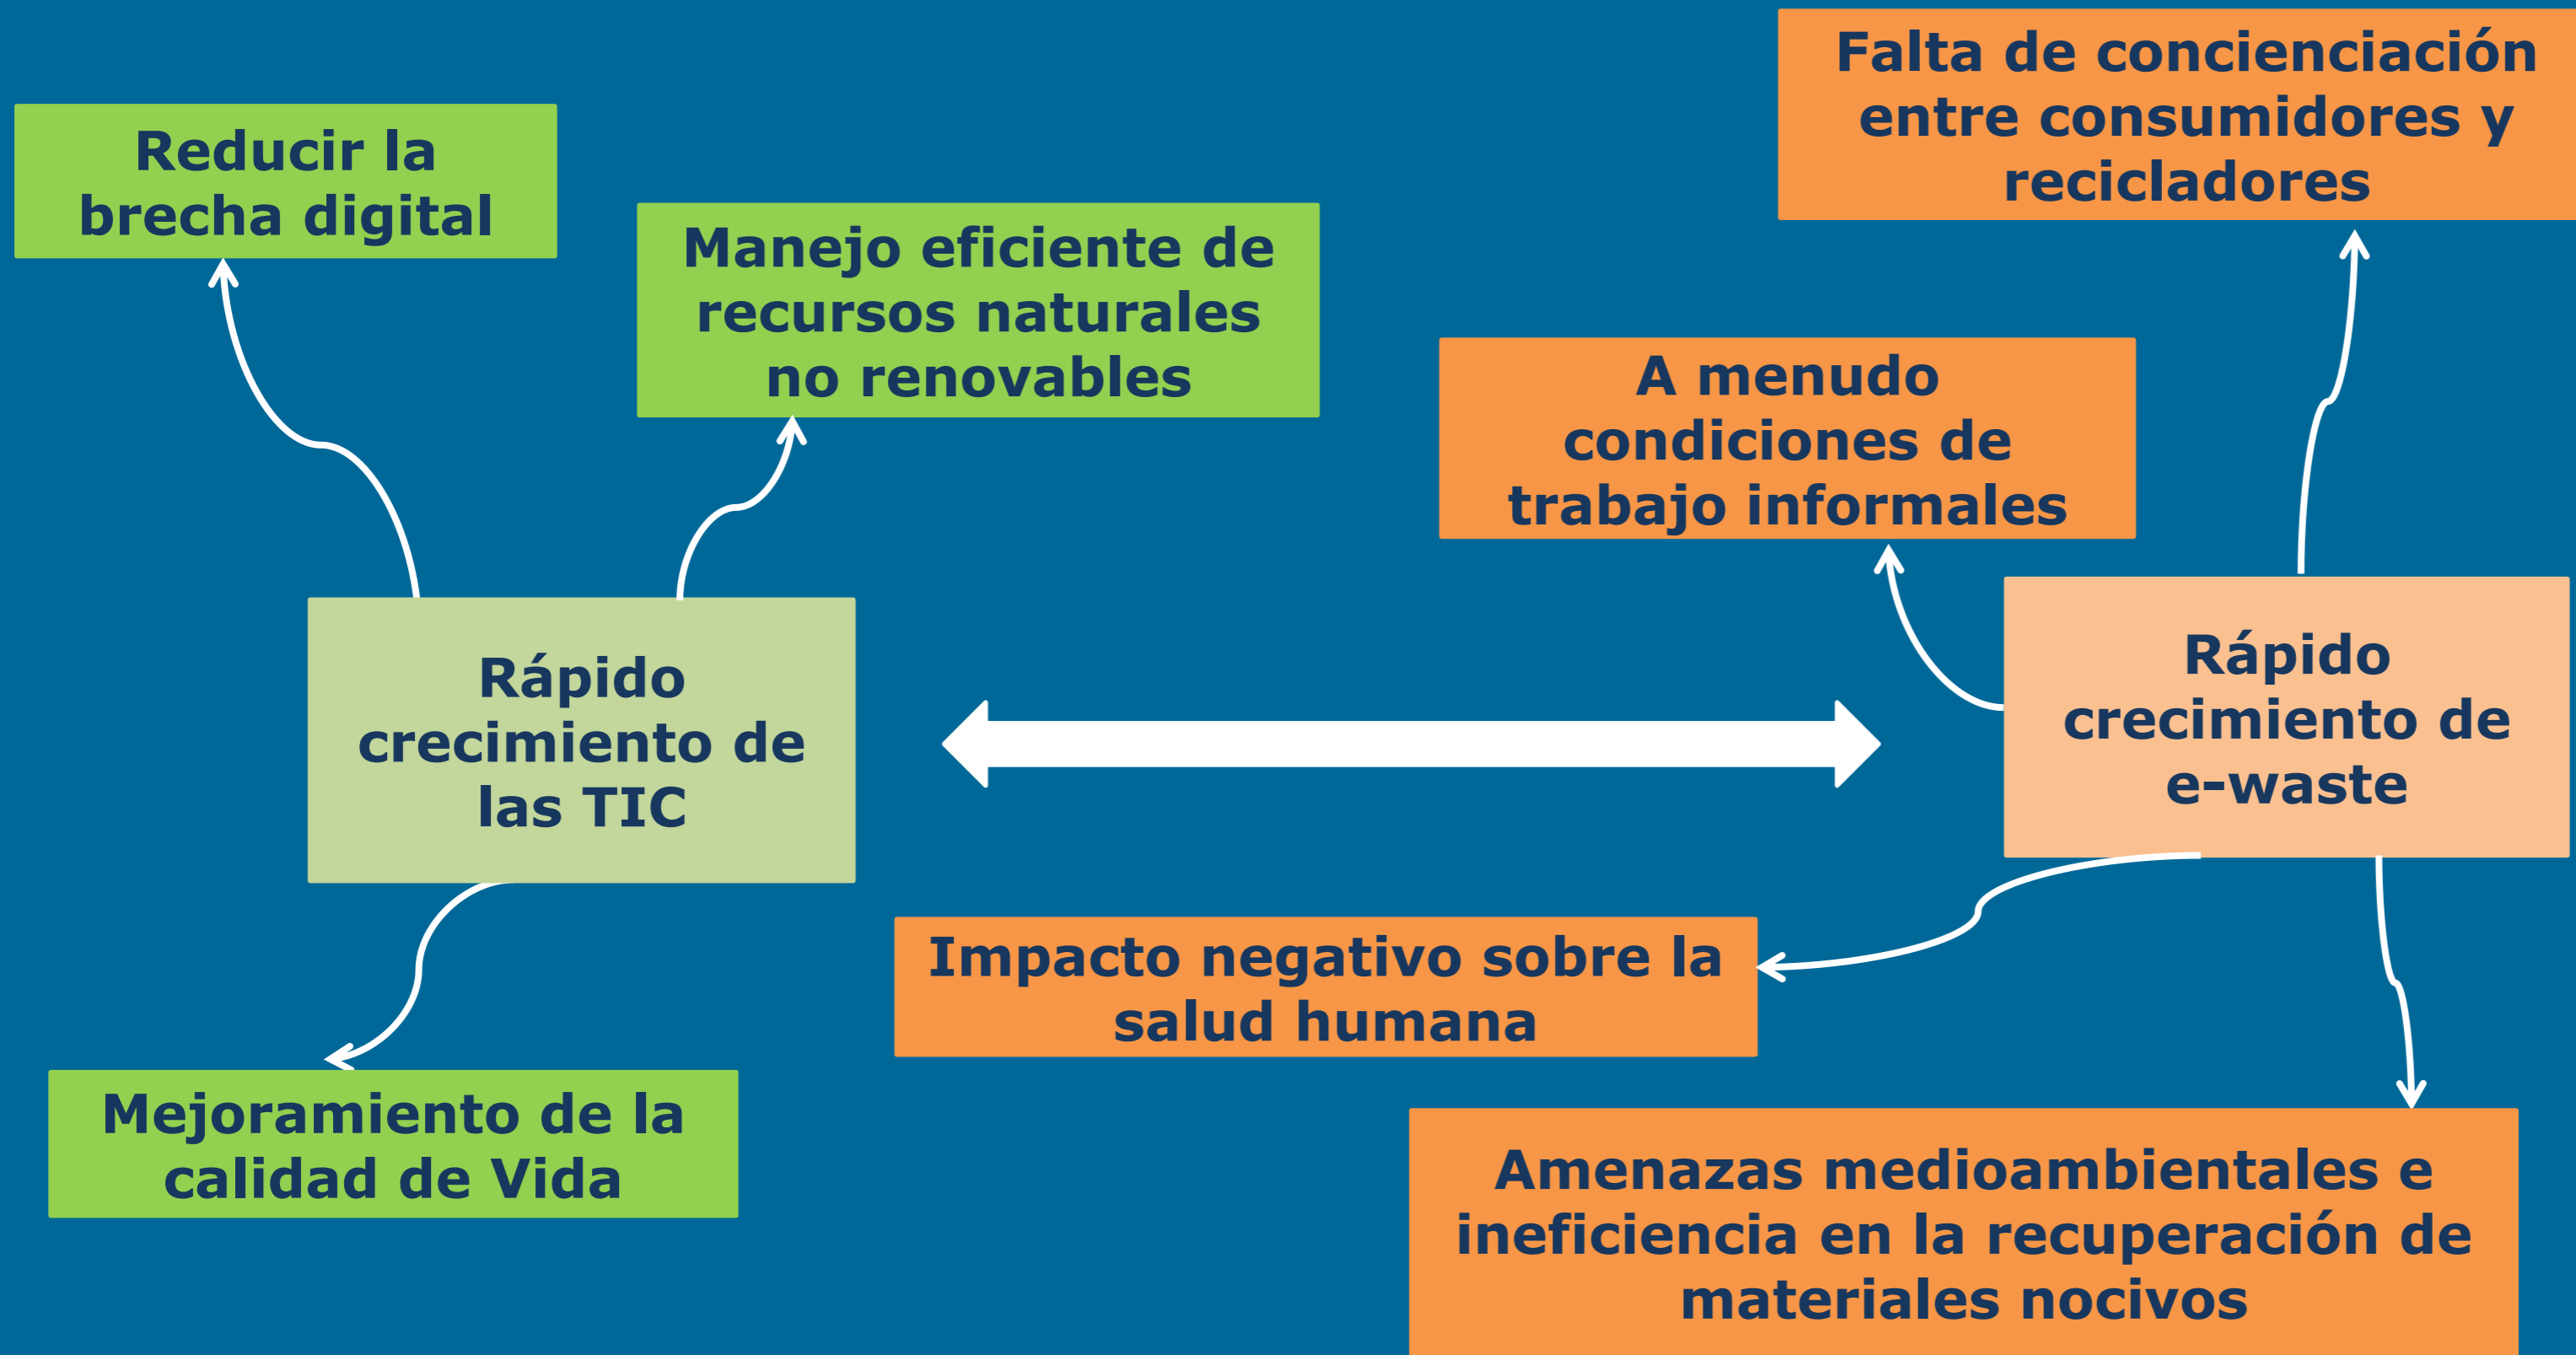 Falta de concienciación
entre consumidores y
recicladores
Reducir la
brecha digital
Manejo eficiente de
recursos naturales
no renovables
A menudo
condiciones de
trabajo informales
Rápido
crecimiento de
las TIC
Rápido
crecimiento de
e-waste
Impacto negativo sobre la
salud humana
Mejoramiento de la
calidad de Vida
Amenazas medioambientales e
ineficiencia en la recuperación de
materiales nocivos